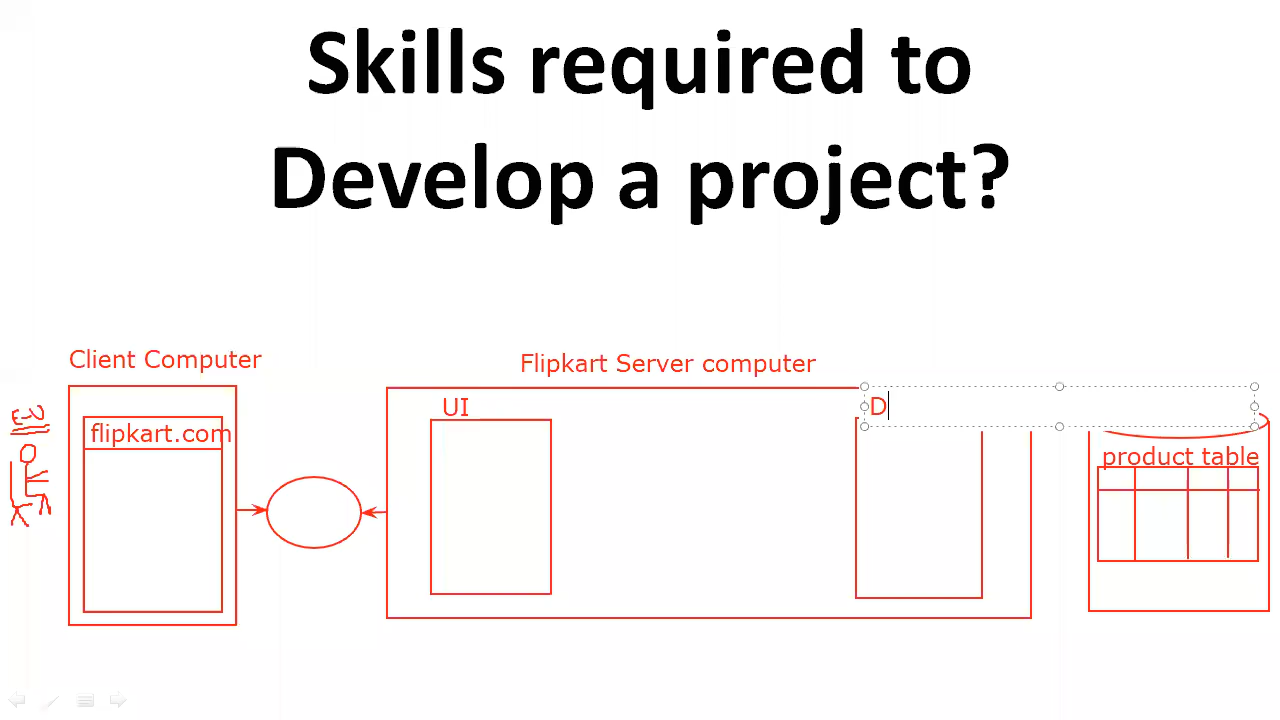 Skills required to
Develop a project?
Client Computer
Flipkart Server computer
UI
D
flipkart.com
product table